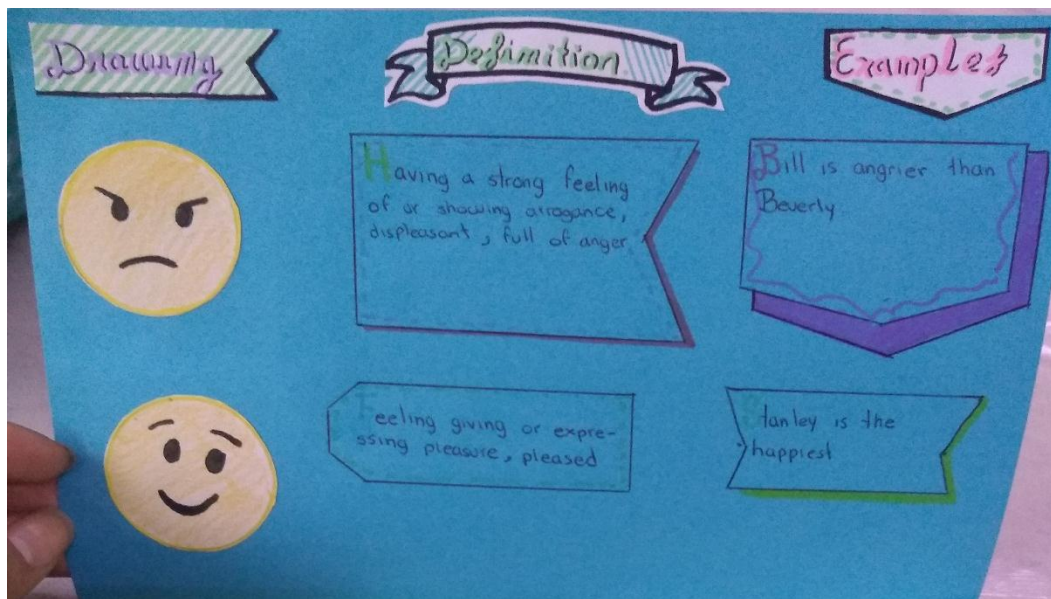 Drawing
Definition
Examples
Having a strong feeling
of or showing arrogance,
displeasant, full of anger
Bill is angrier than
Beverly
Feeling giving or expre-
ssing pleasure, pleased
Stanley is the
happiest